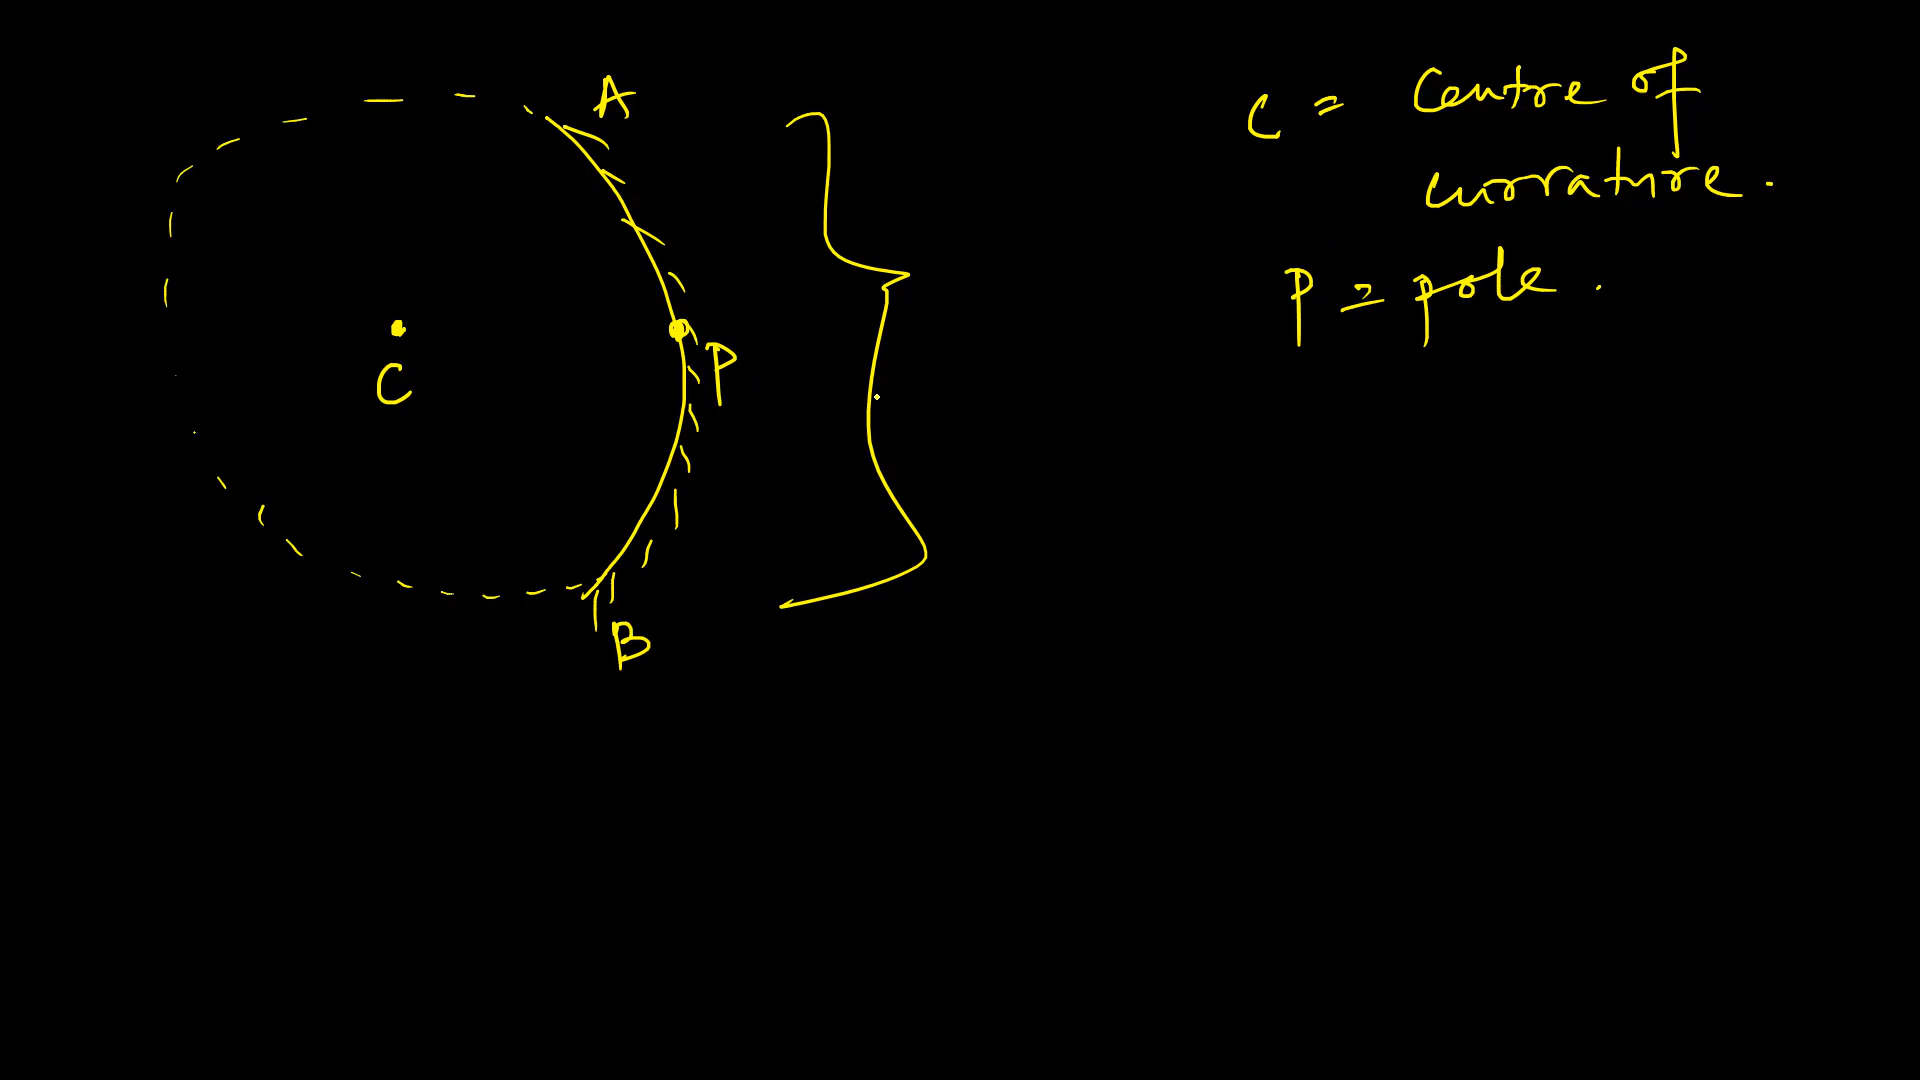 A
C = Centre of
curvature.
P = pole.
C
P
B